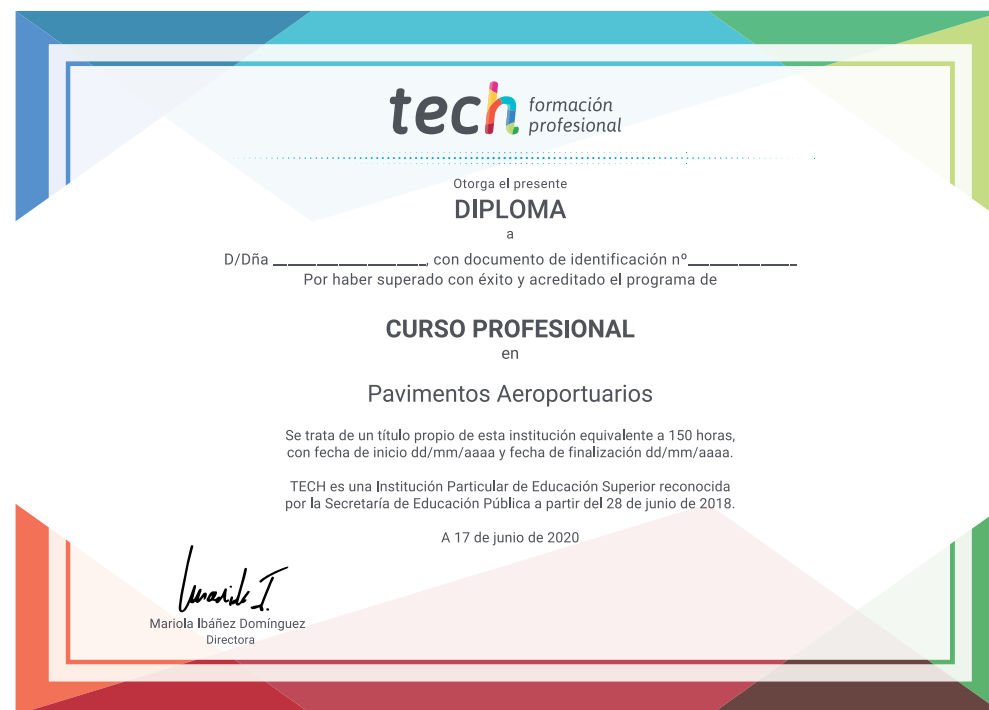 tech formación
profesional
Otorga el presente
DIPLOMA
a
D/Dña ____________________, con documento de identificación nº______________
Por haber superado con éxito y acreditado el programa de
CURSO PROFESIONAL
en
Pavimentos Aeroportuarios
Se trata de un título propio de esta institución equivalente a 150 horas,
con fecha de inicio dd/mm/aaaa y fecha de finalización dd/mm/aaaa.
TECH es una Institución Particular de Educación Superior reconocida
por la Secretaría de Educación Pública a partir del 28 de junio de 2018.
A 17 de junio de 2020
Mariola Ibáñez Domínguez
Directora